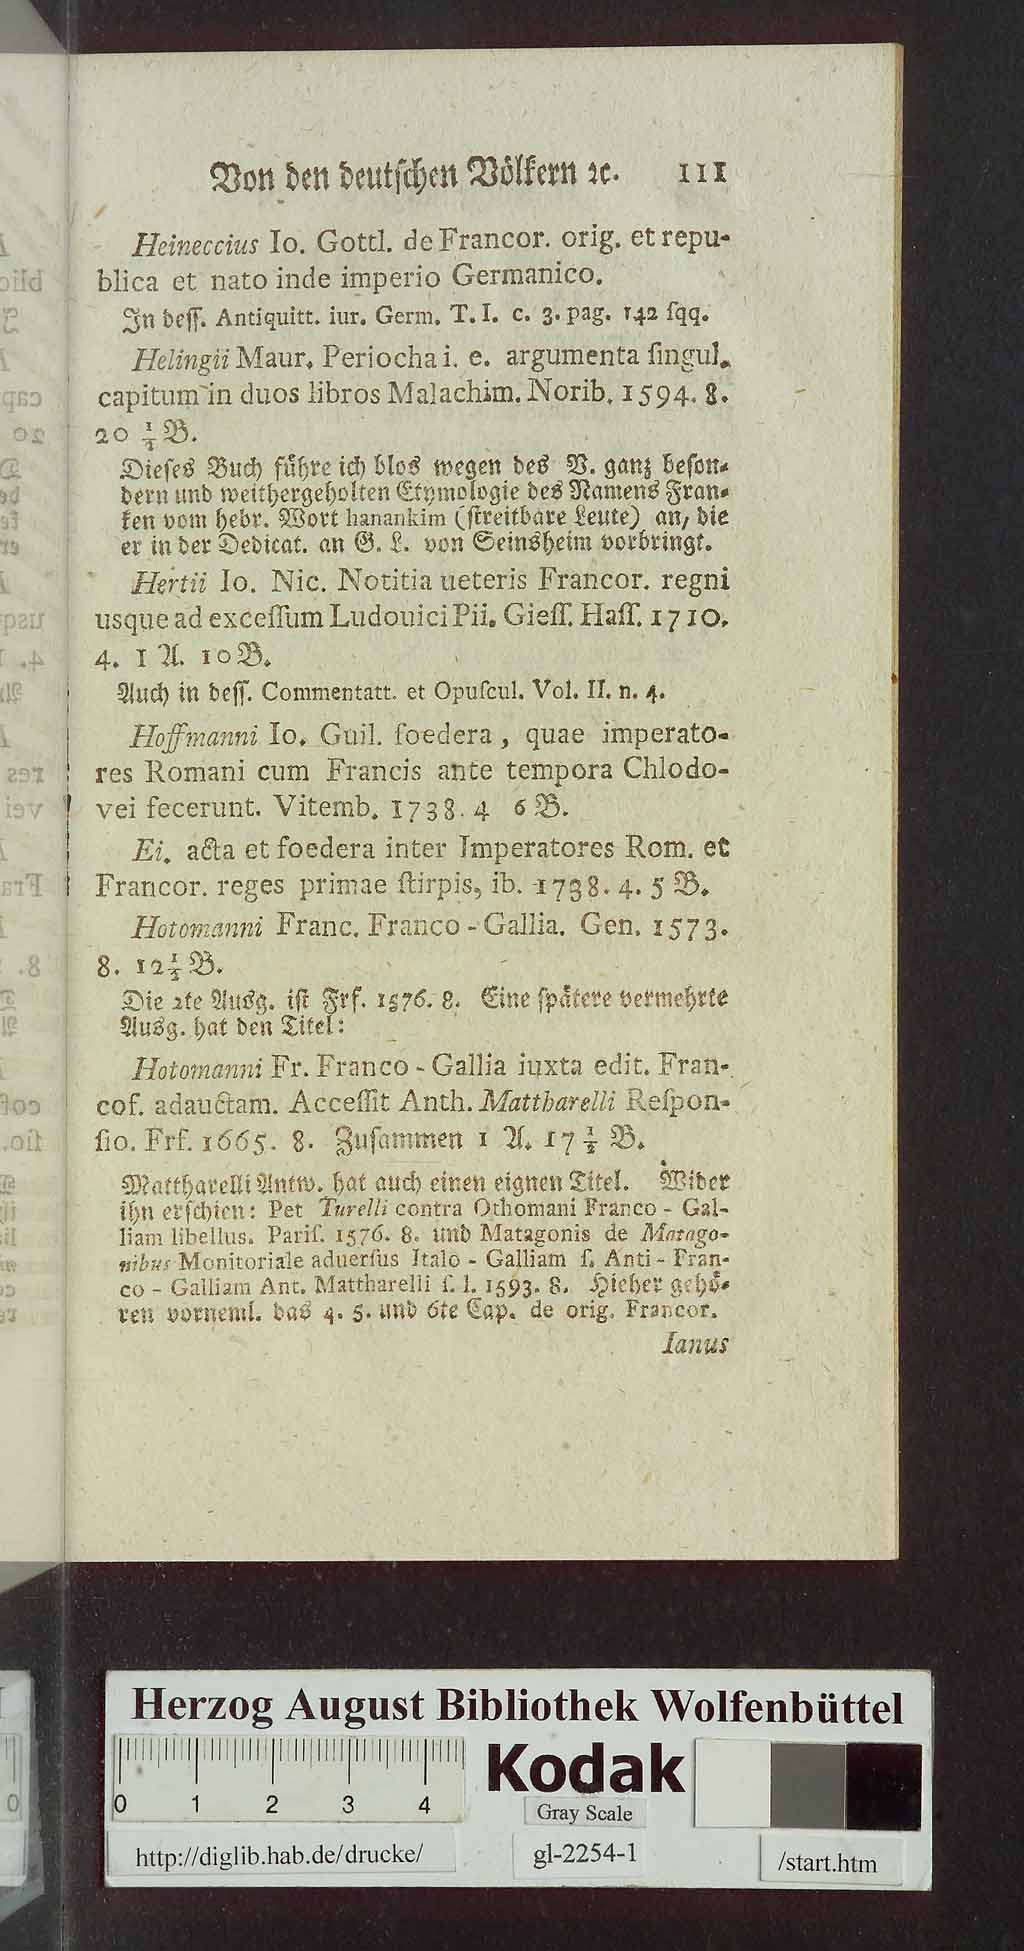 Von den deutschen Völkern ꝛc. 111
Heineccius Io. Gottl. de Francor. orig. et repu-
blica et nato inde imperio Germanico.
In dess. Antiquitt. iur. Germ. T. I. c. 3. pag. 142 sqq.
Helingii Maur. Periocha i. e. argumenta singul.
capitum in duos libros Malachim. Norib. 1594. 8.
20 ¼ B.
Dieses Buch führe ich blos wegen des V. ganz beson-
dern und weithergeholten Etymologie des Namens Fran-
ken vom hebr. Wort hanankim (streitbare Leute) an, die
er in der Dedicat. an G. L. von Seinsheim vorbringt.
Hertii Io. Nic. Notitia ueteris Francor. regni
usque ad excessum Ludouici Pii. Giess. Hass. 1710.
4. 1 A. 10 B.
Auch in dess. Commentatt. et Opuscul. Vol. II. n. 4.
Hoffmanni Io. Guil. foedera, quae imperato-
res Romani cum Francis ante tempora Chlodo-
vei fecerunt. Vitemb. 1738. 4 6 B.
Ei. acta et foedera inter Imperatores Rom. et
Francor. reges primae stirpis, ib. 1738. 4. 5 B.
Hotomanni Franc. Franco-Gallia. Gen. 1573.
8. 12½ B.
Die 2te Ausg. ist Frf. 1576. 8. Eine spätere vermehrte
Ausg. hat den Titel:
Hotomanni Fr. Franco-Gallia iuxta edit. Fran-
cof. adauctam. Accessit Anth. Mattharelli Respon-
sio. Frf. 1665. 8. Zusammen 1 A. 17 ½ B.
Mattharelli Antw. hat auch einen eignen Titel. Wider
ihn erschien: Pet Turelli contra Othomani Franco-Gal-
liam libellus. Paris. 1576. 8. und Matagonis de Matago-
nibus Monitoriale aduersus Italo-Galliam s. Anti-Fran-
co-Galliam Ant. Mattharelli s. l. 1593. 8. Hieher gehö-
ren vorneml. das 4. 5. und 6te Cap. de orig. Francor.
Ianus
Herzog August Bibliothek Wolfenbüttel
0 1 2 3 4
Kodak
Gray Scale
http://diglib.hab.de/drucke/
gl-2254-1
/start.htm